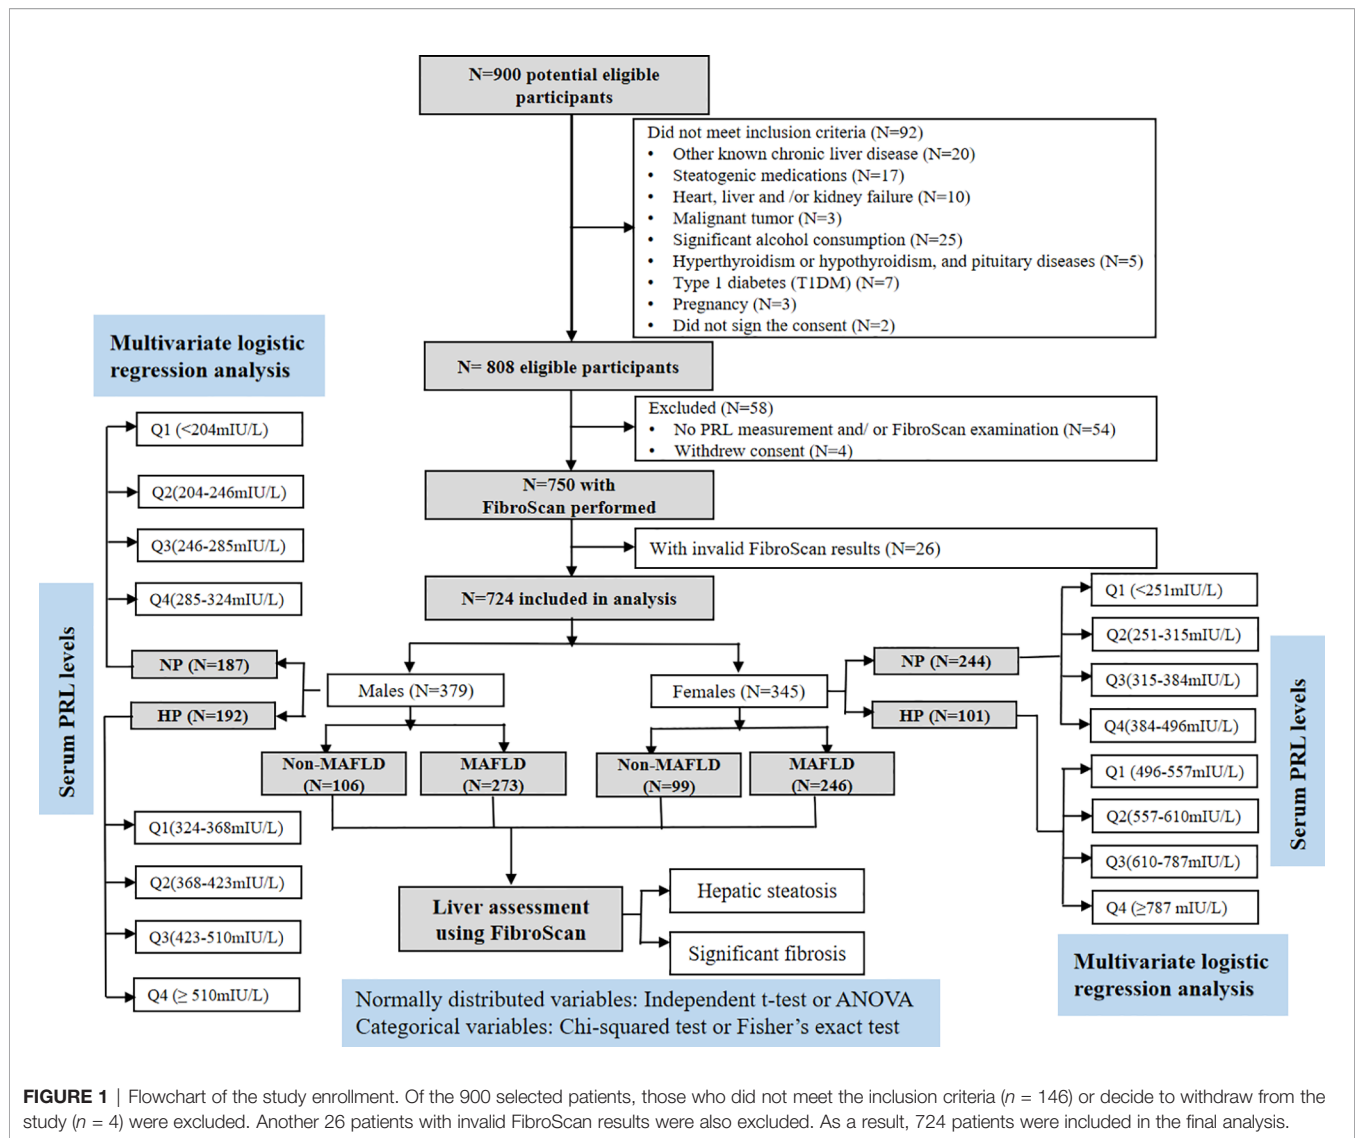 N=900 potential eligible
participants
Did not meet inclusion criteria (N=92)
• Other known chronic liver disease (N=20)
• Steatogenic medications (N=17)
• Heart, liver and /or kidney failure (N=10)
• Malignant tumor (N=3)
• Significant alcohol consumption (N=25)
• Hyperthyroidism or hypothyroidism, and pituitary diseases (N=5)
• Type 1 diabetes (T1DM) (N=7)
• Pregnancy (N=3)
• Did not sign the consent (N=2)
N= 808 eligible participants
Excluded (N=58)
• No PRL measurement and/ or FibroScan examination (N=54)
• Withdrew consent (N=4)
N=750 with
FibroScan performed
With invalid FibroScan results (N=26)
N=724 included in analysis
Multivariate logistic
regression analysis
Q1 (<204mIU/L)
Q2(204-246mIU/L)
Q3(246-285mIU/L)
Q4(285-324mIU/L)
Serum PRL levels
NP (N=187)
HP (N=192)
Q1(324-368mIU/L)
Q2(368-423mIU/L)
Q3(423-510mIU/L)
Q4 (≥ 510mIU/L)
Males (N=379)
Females (N=345)
Non-MAFLD
(N=106)
MAFLD
(N=273)
Non-MAFLD
(N=99)
MAFLD
(N=246)
NP (N=244)
HP (N=101)
Q1 (<251mIU/L)
Q2(251-315mIU/L)
Q3(315-384mIU/L)
Q4(384-496mIU/L)
Q1 (496-557mIU/L)
Q2(557-610mIU/L)
Q3(610-787mIU/L)
Q4 (≥787 mIU/L)
Serum PRL levels
Multivariate logistic
regression analysis
Liver assessment
using FibroScan
Hepatic steatosis
Significant fibrosis
Normally distributed variables: Independent t-test or ANOVA
Categorical variables: Chi-squared test or Fisher's exact test
FIGURE 1 | Flowchart of the study enrollment. Of the 900 selected patients, those who did not meet the inclusion criteria (n = 146) or decide to withdraw from the
study (n = 4) were excluded. Another 26 patients with invalid FibroScan results were also excluded. As a result, 724 patients were included in the final analysis.